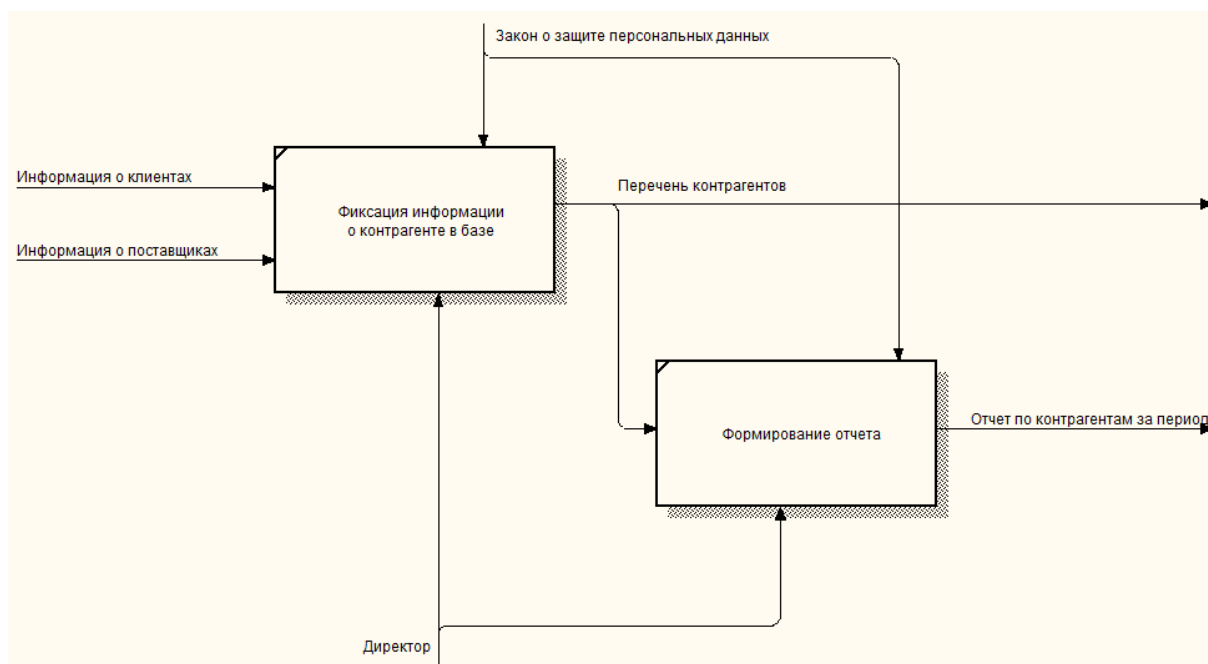 Закон о защите персональных данных
Информация о клиентах
Перечень контрагентов
Фиксация информации
о контрагенте в базе
Информация о поставщиках
Отчет по контрагентам за период
Формирование отчета
Директор